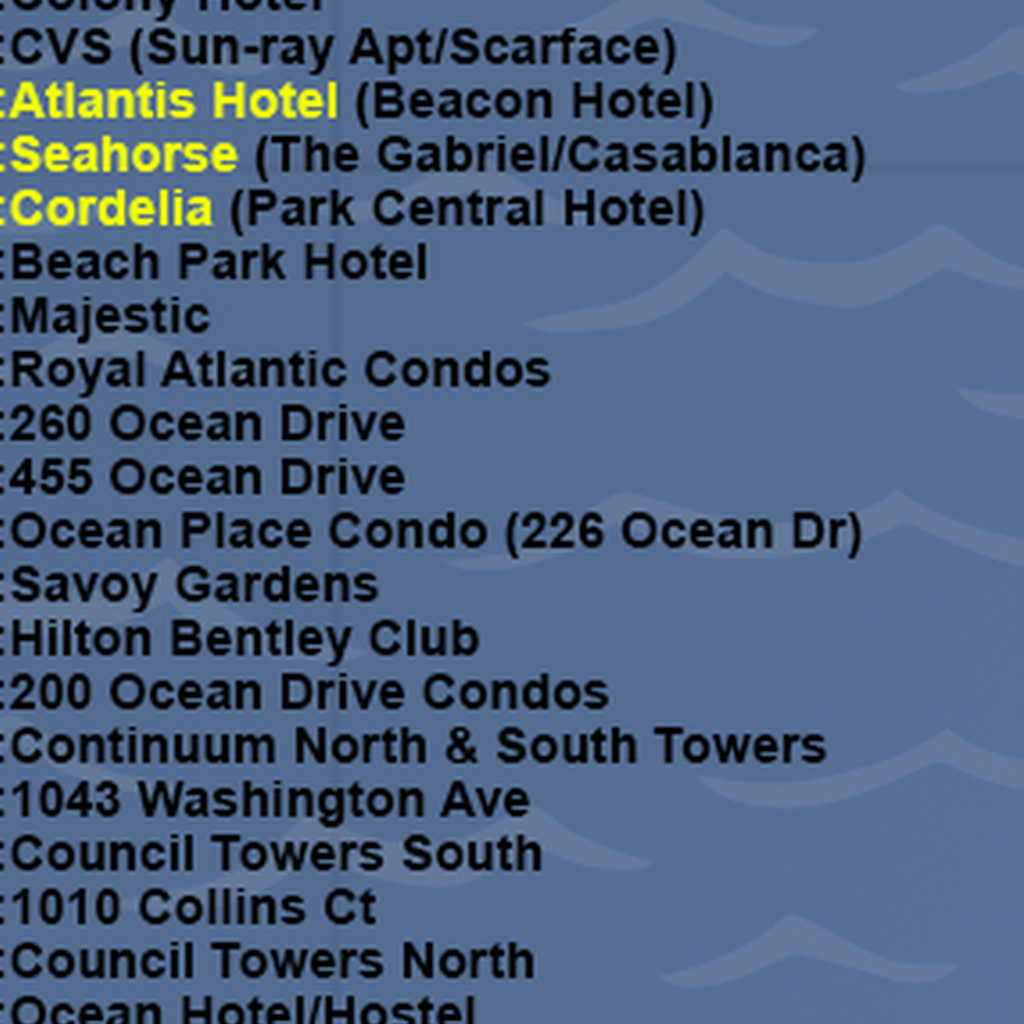 :Colony Hotel
:CVS (Sun-ray Apt/Scarface)
:Atlantis Hotel (Beacon Hotel)
:Seahorse (The Gabriel/Casablanca)
:Cordelia (Park Central Hotel)
:Beach Park Hotel
:Majestic
:Royal Atlantic Condos
:260 Ocean Drive
:455 Ocean Drive
:Ocean Place Condo (226 Ocean Dr)
:Savoy Gardens
:Hilton Bentley Club
:200 Ocean Drive Condos
:Continuum North & South Towers
:1043 Washington Ave
:Council Towers South
:1010 Collins Ct
:Council Towers North
:Ocean Hotel/Hostel